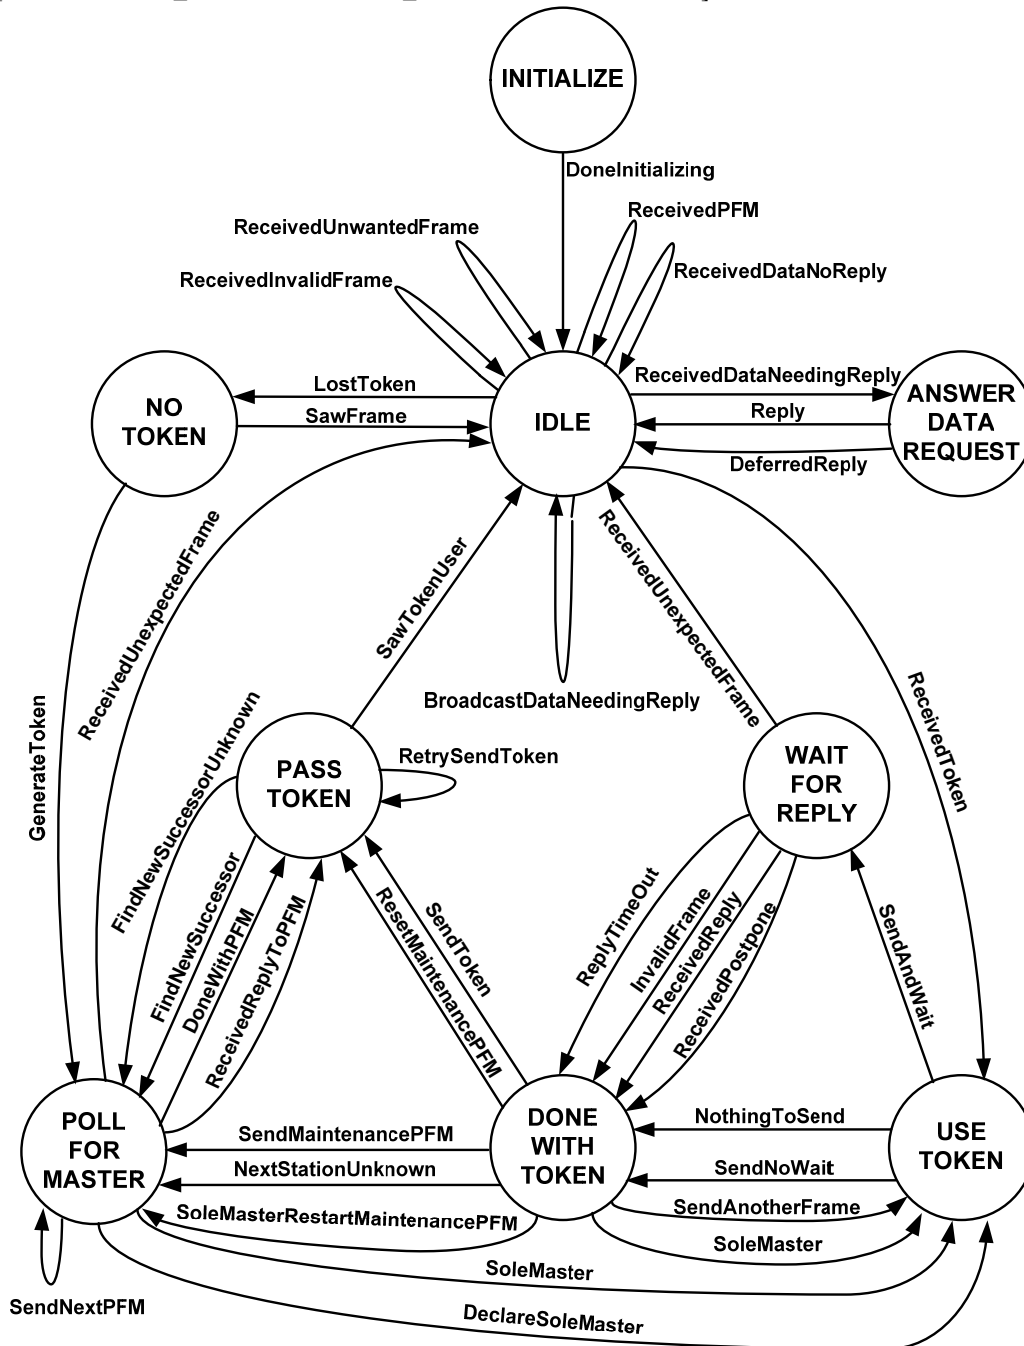 INITIALIZE
DoneInitializing
ReceivedPFM
ReceivedUnwantedFrame
ReceivedDataNoReply
ReceivedInvalidFrame
LostToken
ReceivedDataNeedingReply
NO
TOKEN
SawFrame
IDLE
Reply
ANSWER
DATA
REQUEST
DeferredReply
ReceivedUnexpectedFrame
SawTokenUser
ReceivedUnexpectedFrame
BroadcastDataNeedingReply
ReceivedToken
GenerateToken
FindNewSuccessorUnknown
PASS
TOKEN
RetrySendToken
WAIT
FOR
REPLY
FindNewSuccessor
DoneWithPFM
ReceivedReplyToPFM
ResetMaintenancePFM
SendToken
ReplyTimeOut
InvalidFrame
ReceivedReply
ReceivedPostpone
SendAndWait
POLL
FOR
MASTER
SendMaintenancePFM
NextStationUnknown
SoleMasterRestartMaintenancePFM
DONE
WITH
TOKEN
NothingToSend
SendNoWait
SendAnotherFrame
SoleMaster
USE
TOKEN
SoleMaster
SendNextPFM
DeclareSoleMaster